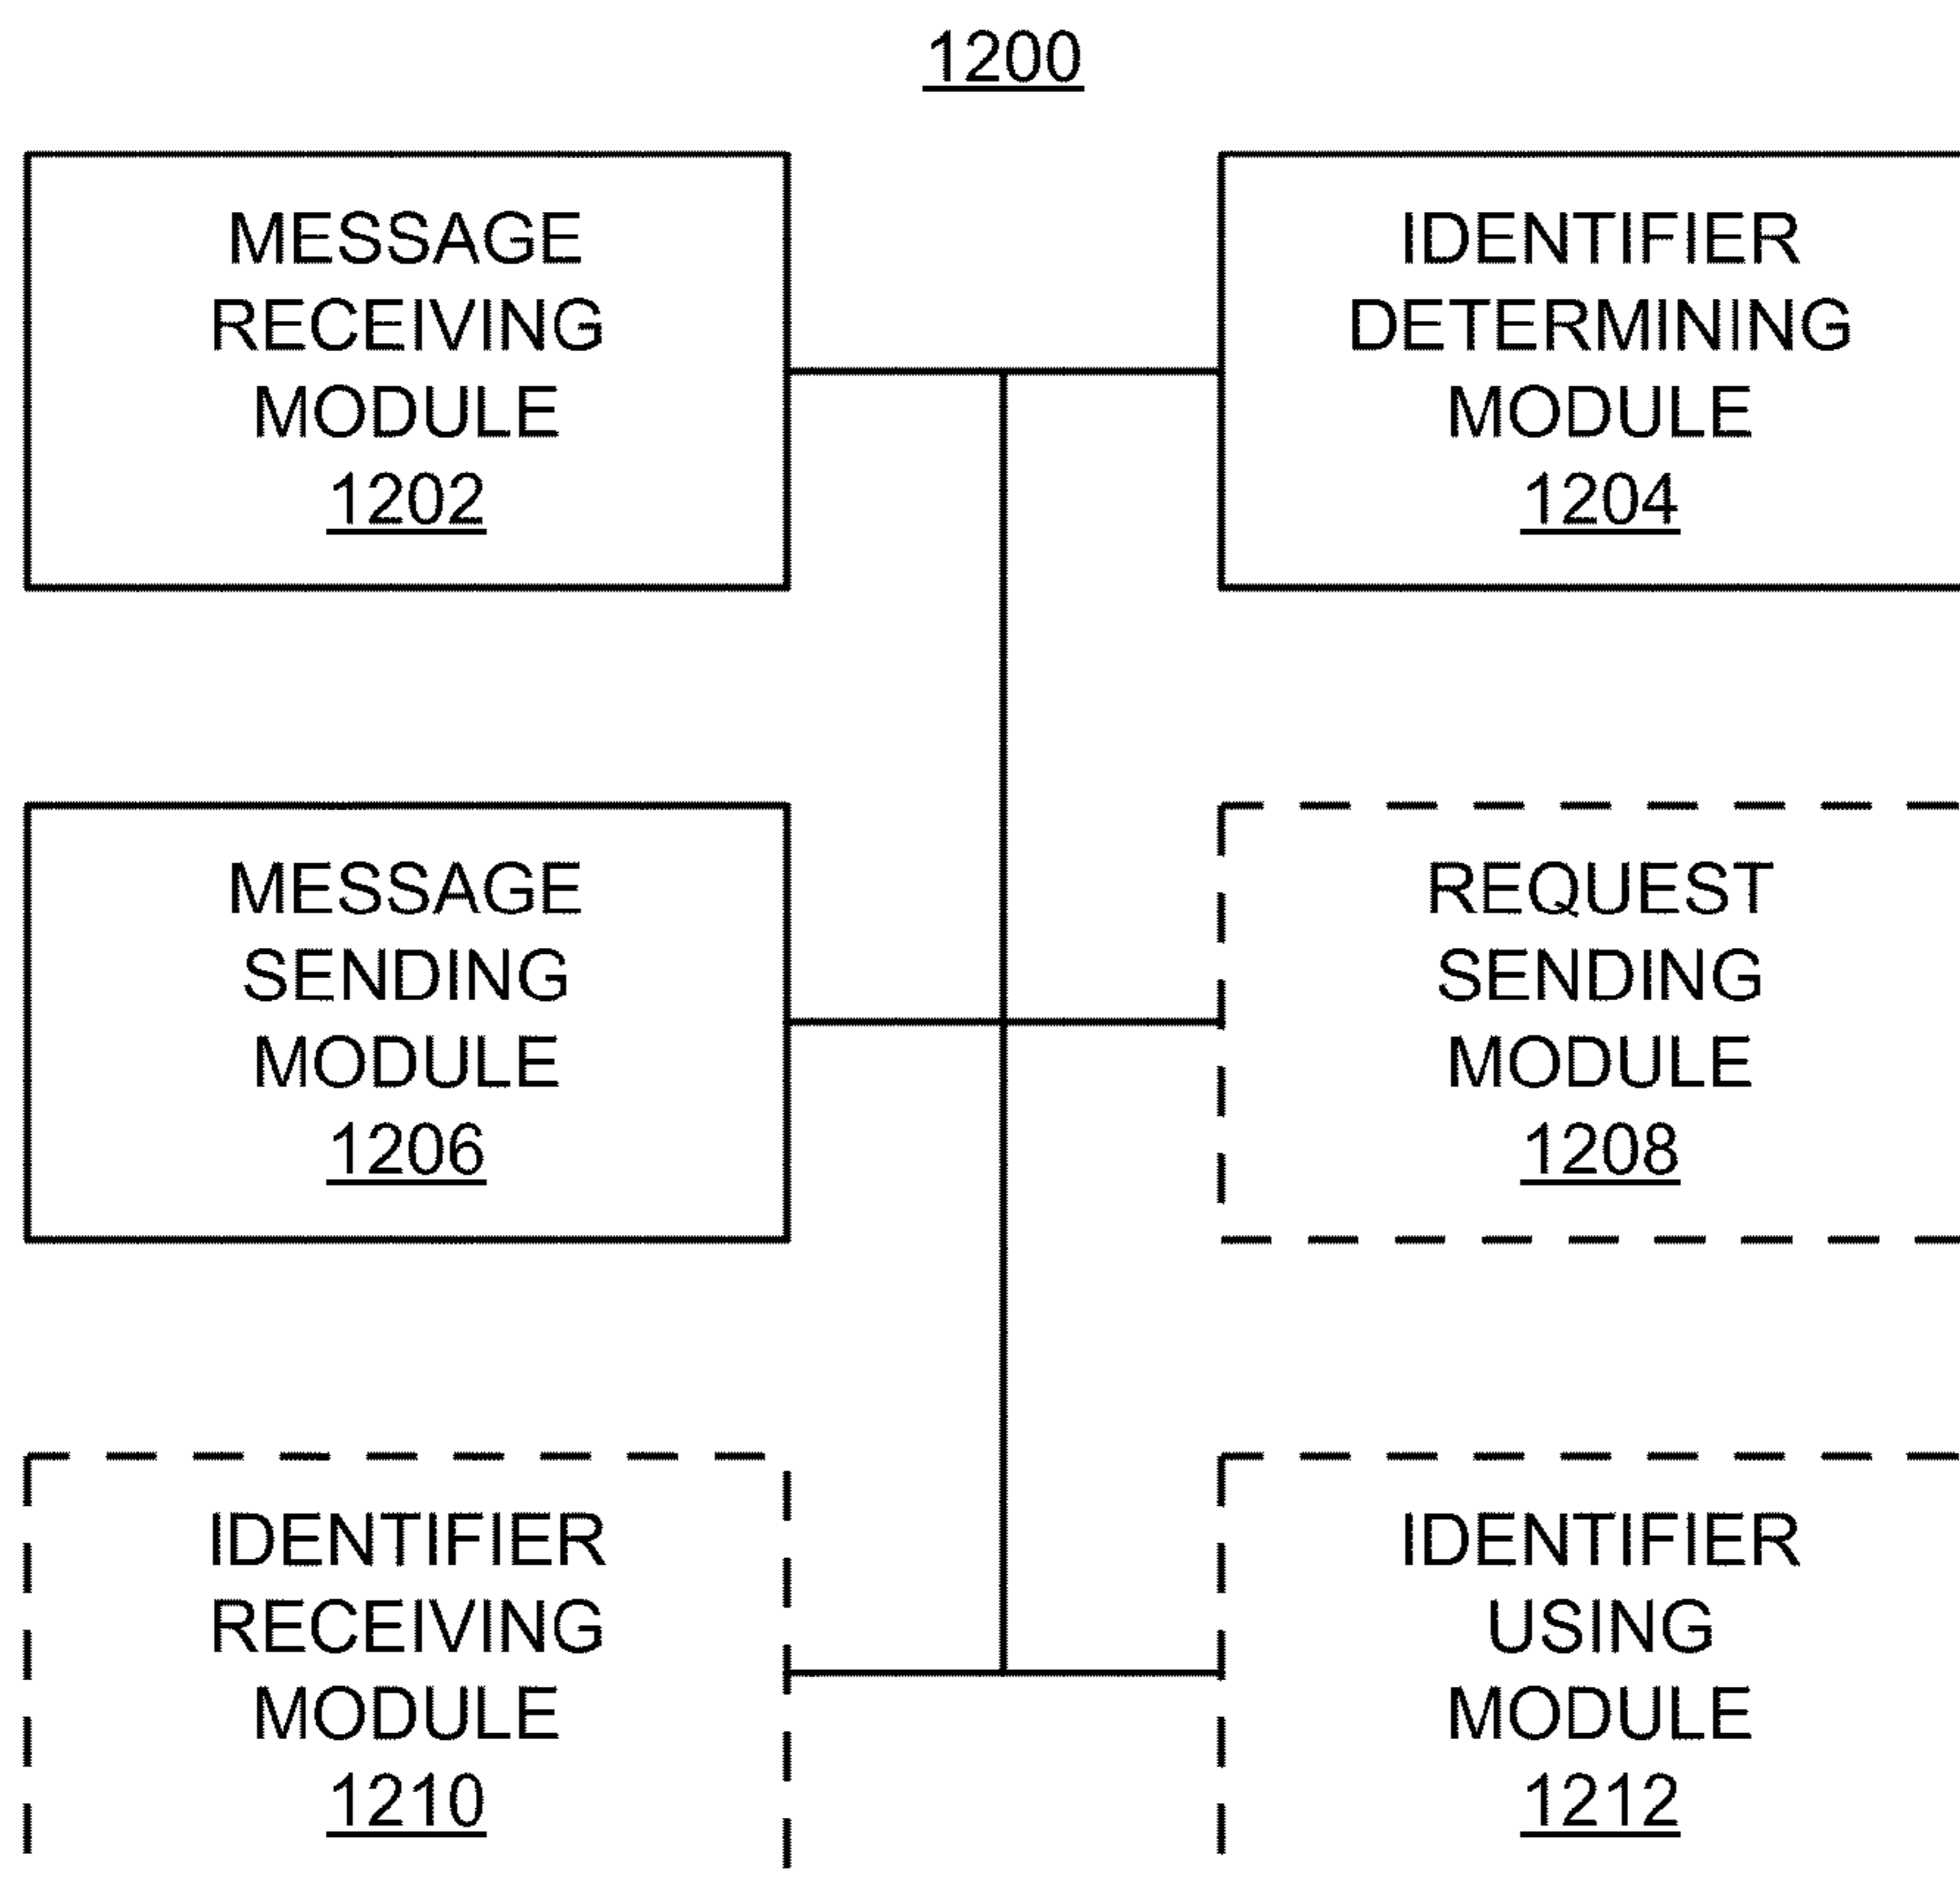 1200
MESSAGE
RECEIVING
MODULE
1202
IDENTIFIER
DETERMINING
MODULE
1204
MESSAGE
SENDING
MODULE
1206
REQUEST
SENDING
MODULE
1208
IDENTIFIER
RECEIVING
MODULE
1210
IDENTIFIER
USING
MODULE
1212